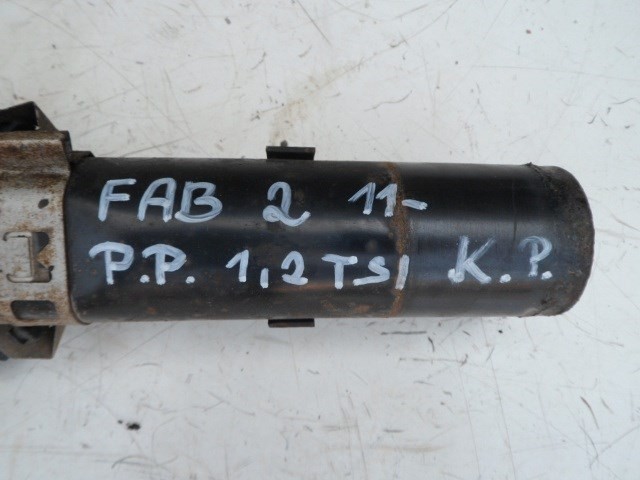 FAB 2 11-
P.P. 1,2 TSI K.P.